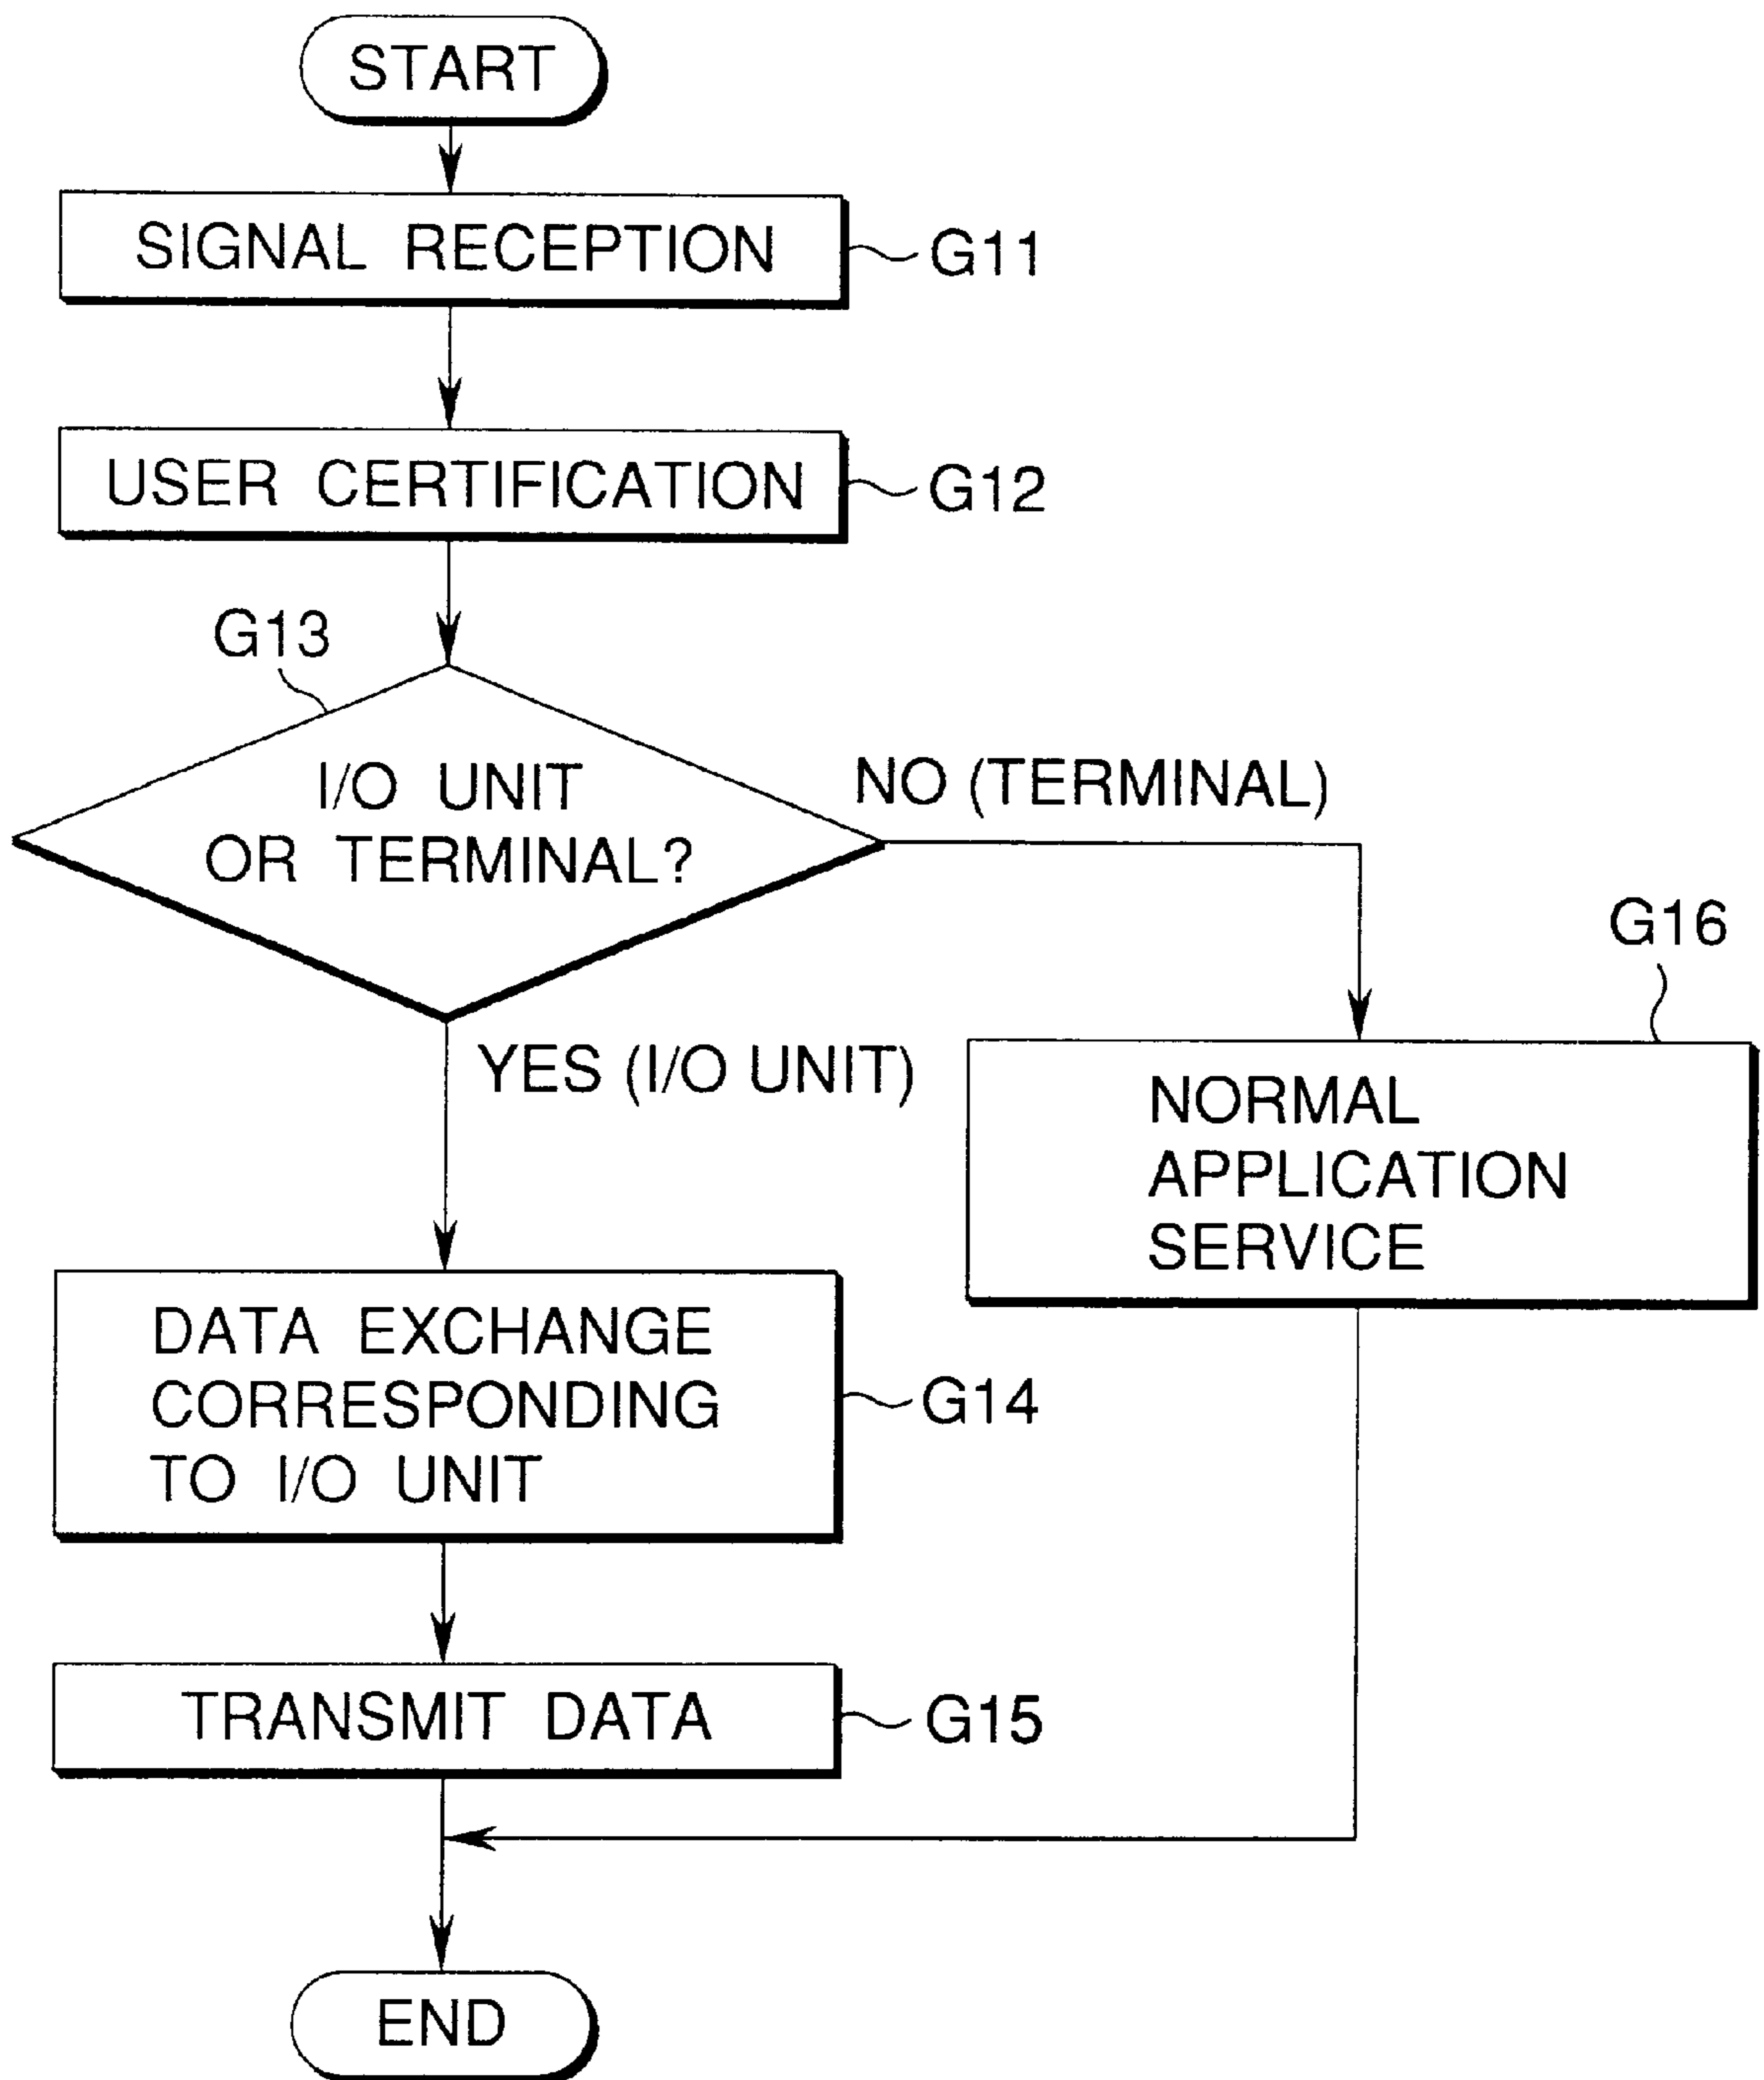 START
SIGNAL RECEPTION
G11
USER CERTIFICATION
G12
G13
I/O UNIT
OR TERMINAL?
NO (TERMINAL)
YES (I/O UNIT)
G16
NORMAL
APPLICATION
SERVICE
DATA EXCHANGE
CORRESPONDING
TO I/O UNIT
G14
TRANSMIT DATA
G15
END